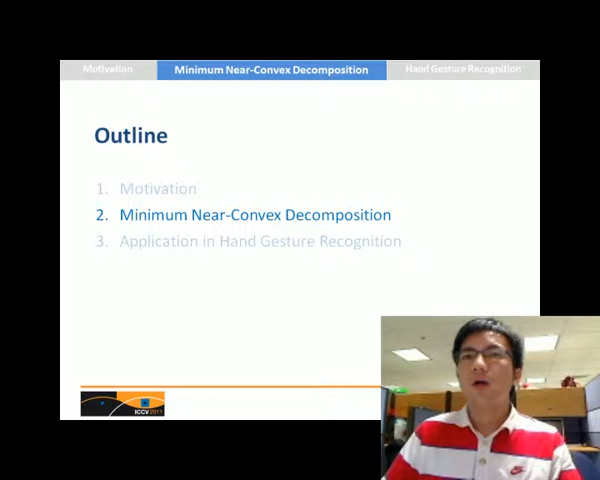 Motivation
Minimum Near-Convex Decomposition
Hand Gesture Recognition
Outline
1. Motivation
2. Minimum Near-Convex Decomposition
3. Application in Hand Gesture Recognition
ICCV 2011